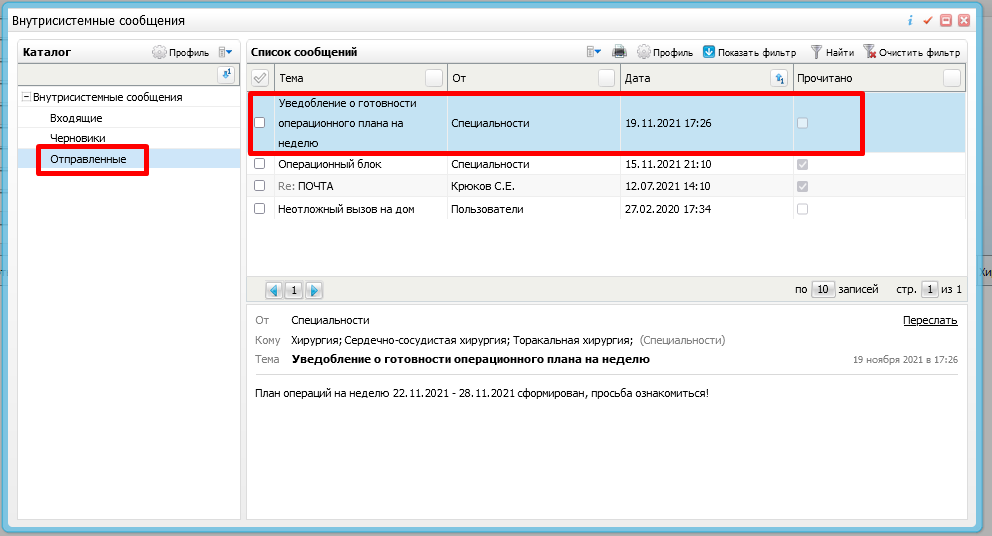 Внутрисистемные сообщения
Каталог
Профиль
Внутрисистемные сообщения
Входящие
Черновики
Отправленные
Список сообщений
Профиль
Показать фильтр
Найти
Очистить фильтр
Тема От Дата Прочитано
Уведобление о готовности
операционного плана на
неделю
Специальности 19.11.2021 17:26
Операционный блок Специальности 15.11.2021 21:10
Re: ПОЧТА Крюков С.Е. 12.07.2021 14:10
Неотложный вызов на дом Пользователи 27.02.2020 17:34
1
по 10 записей стр. 1 из 1
От Специальности Переслать
Кому Хирургия; Сердечно-сосудистая хирургия; Торакальная хирургия; (Специальности)
Тема Уведобление о готовности операционного плана на неделю 19 ноября 2021 в 17:26
План операций на неделю 22.11.2021 - 28.11.2021 сформирован, просьба ознакомиться!